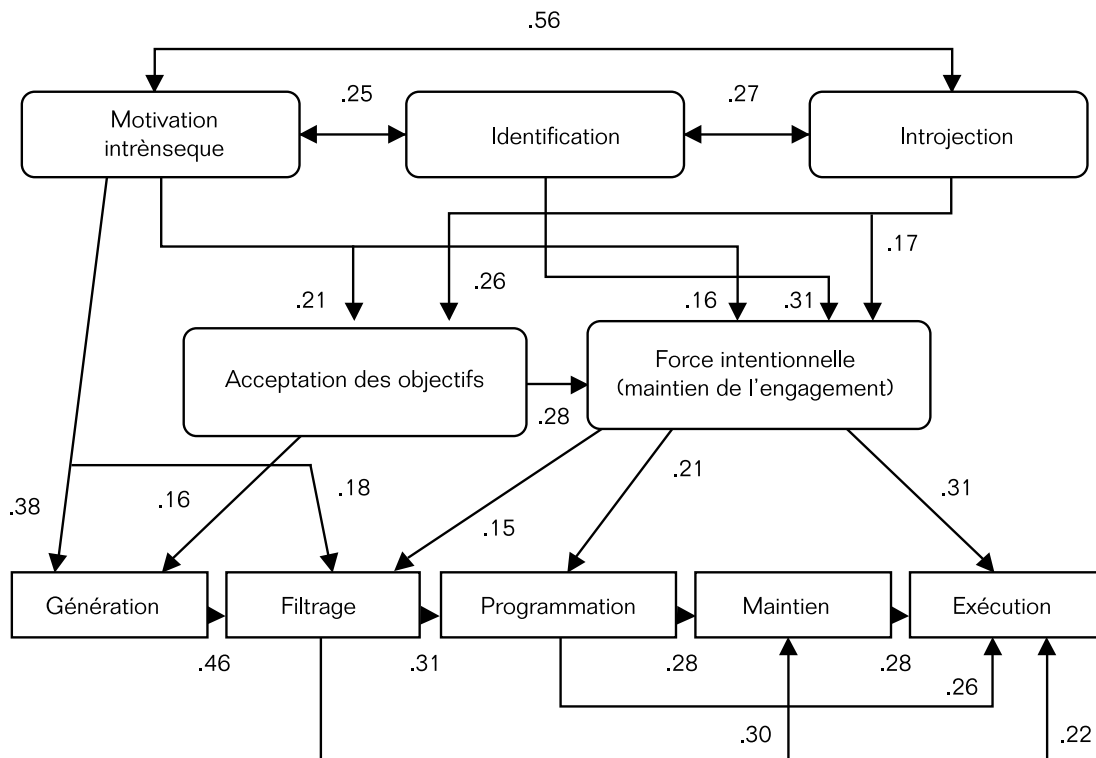 .56
.25
.27
Motivation
intrènseque
Identification
Introjection
.17
.21
.26
.16
.31
Acceptation des objectifs
Force intentionnelle
(maintien de l'engagement)
.28
.38
.16
.18
.15
.21
.31
Génération
Filtrage
Programmation
Maintien
Exécution
.46
.31
.28
.28
.26
.30
.22